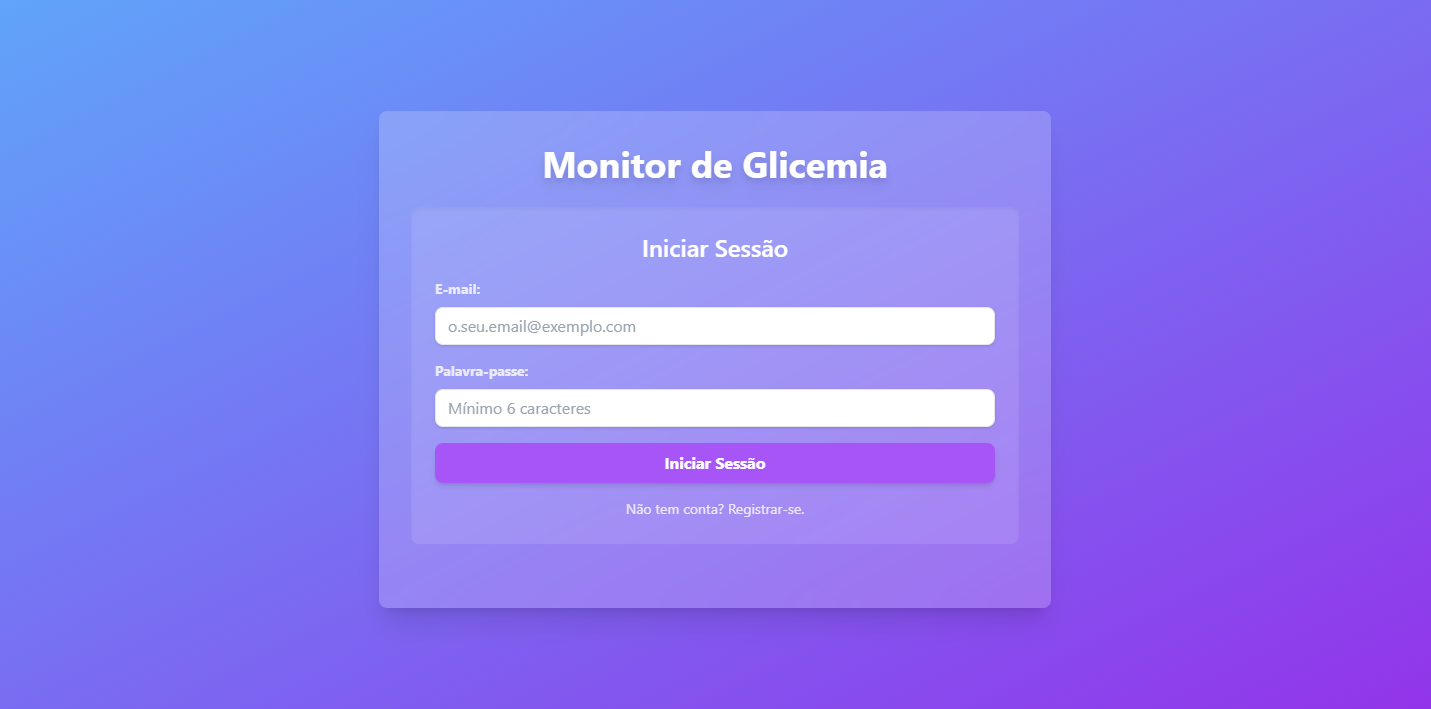 Monitor de Glicemia
Iniciar Sessão
E-mail:
o.seu.email@exemplo.com
Palavra-passe:
Mínimo 6 caracteres
Iniciar Sessão
Não tem conta? Registrar-se.